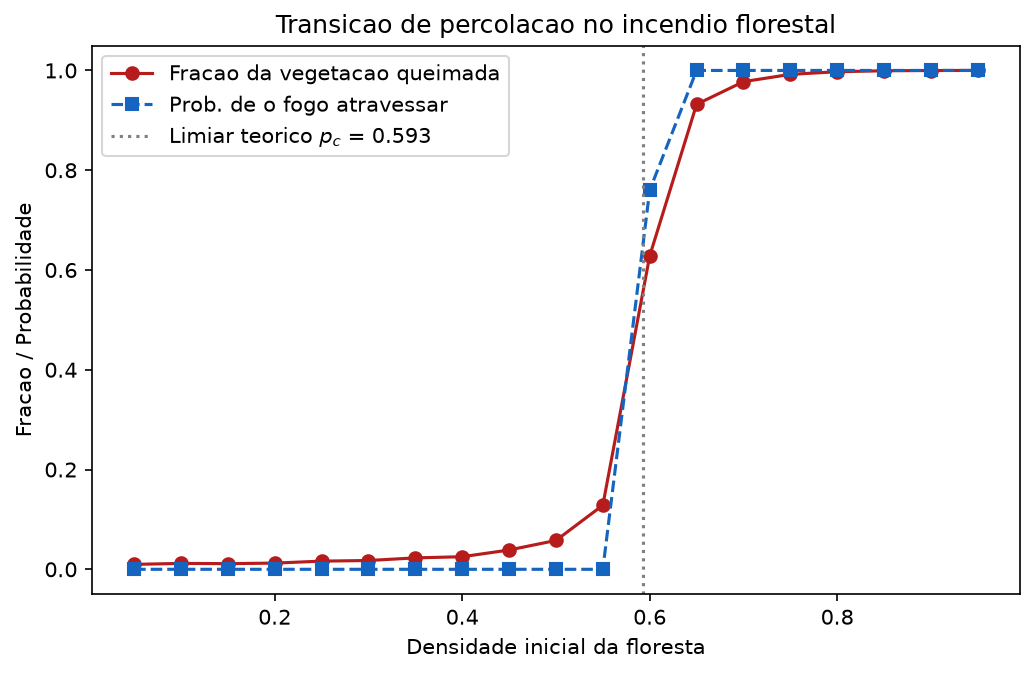 Transicao de percolacao no incendio florestal
Fracao da vegetacao queimada
Prob. de o fogo atravessar
Limiar teorico p_c = 0.593
Fracao / Probabilidade
1.0
0.8
0.6
0.4
0.2
0.0
0.2 0.4 0.6 0.8
Densidade inicial da floresta